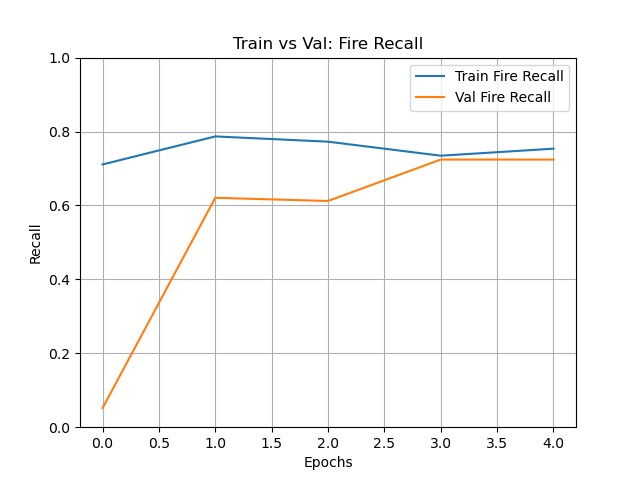 Train vs Val: Fire Recall
Train Fire Recall
Val Fire Recall
Recall
1.0
0.8
0.6
0.4
0.2
0.0
0.0 0.5 1.0 1.5 2.0 2.5 3.0 3.5 4.0
Epochs